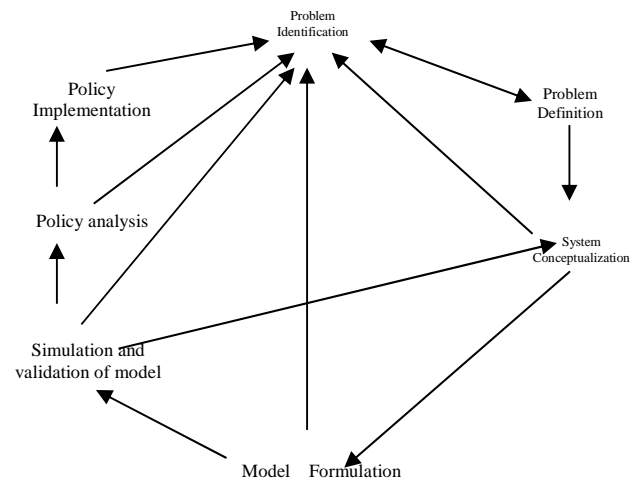 Problem
Identification
Policy
Implementation
Problem
Definition
Policy analysis
System
Conceptualization
Simulation and
validation of model
Model Formulation